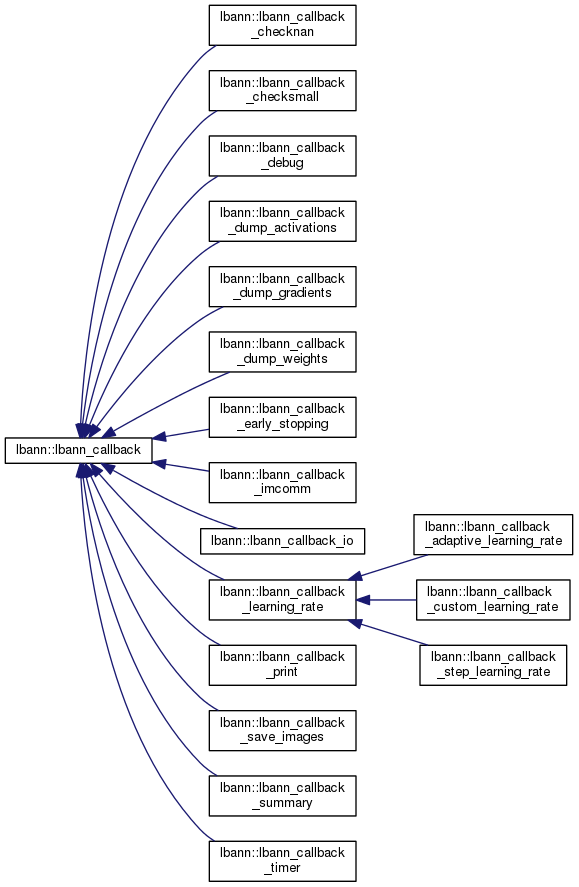 lbann::lbann_callback
_checknan
lbann::lbann_callback
_checksmall
lbann::lbann_callback
_debug
lbann::lbann_callback
_dump_activations
lbann::lbann_callback
_dump_gradients
lbann::lbann_callback
_dump_weights
lbann::lbann_callback
_early_stopping
lbann::lbann_callback
lbann::lbann_callback
_imcomm
lbann::lbann_callback_io
lbann::lbann_callback
_adaptive_learning_rate
lbann::lbann_callback
_learning_rate
lbann::lbann_callback
_custom_learning_rate
lbann::lbann_callback
_print
lbann::lbann_callback
_step_learning_rate
lbann::lbann_callback
_save_images
lbann::lbann_callback
_summary
lbann::lbann_callback
_timer